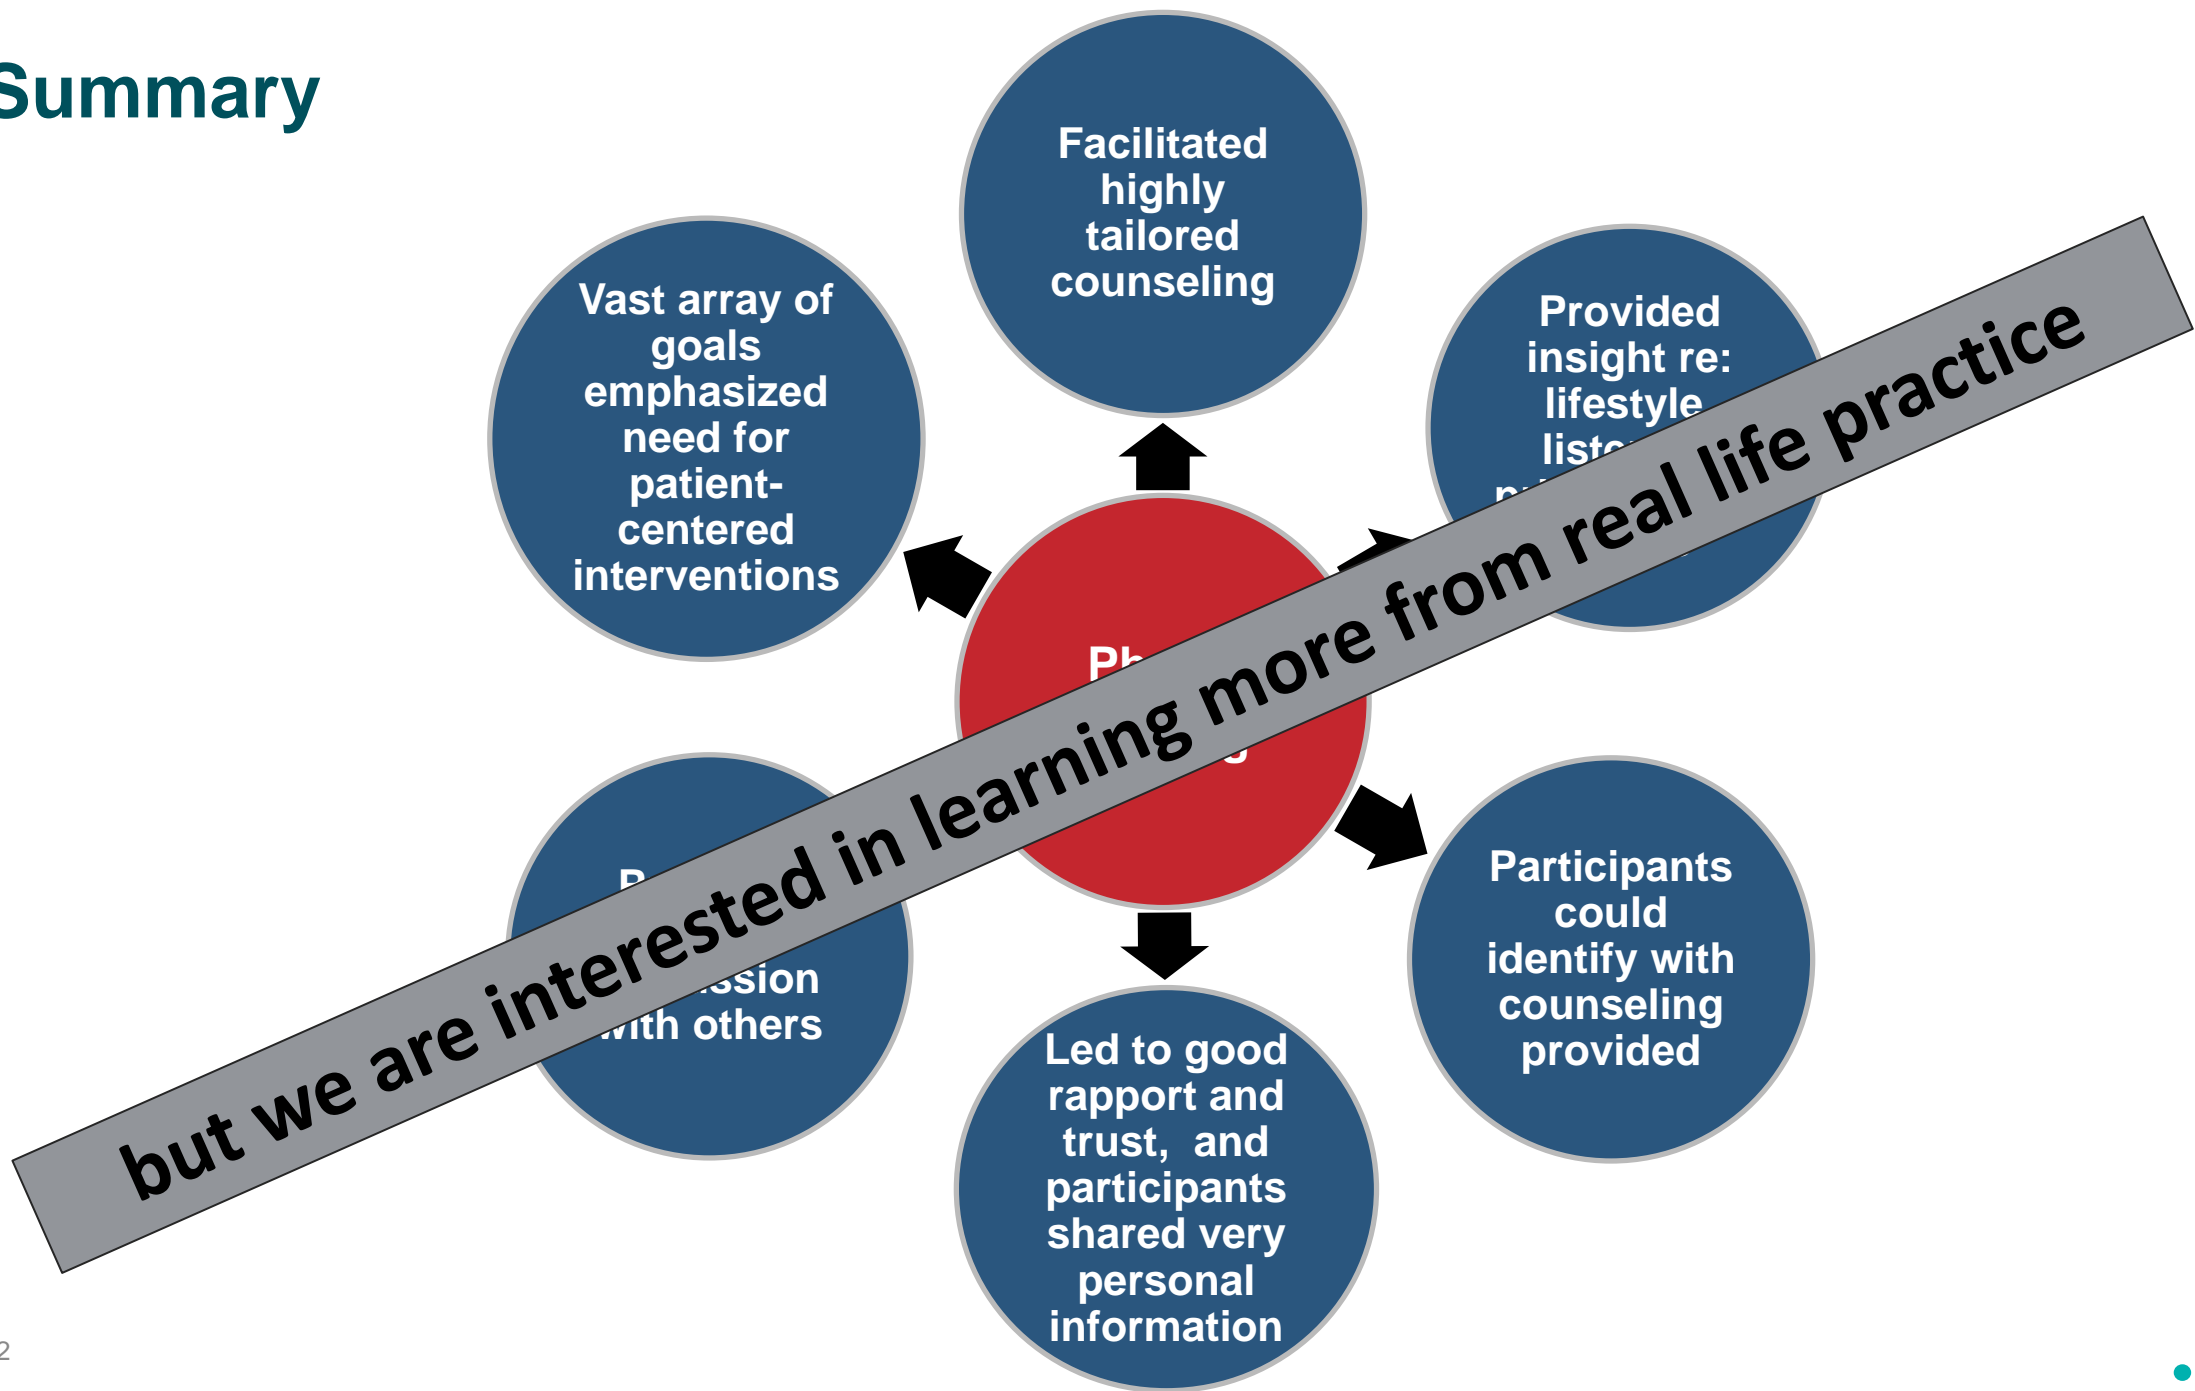 Summary
Facilitated
highly
tailored
counseling
Vast array of
goals
emphasized
need for
patient-
centered
interventions
Provided
insight re:
lifestyle
Participants
could
identify with
counseling
provided
Led to good
rapport and
trust, and
participants
shared very
personal
information
with others
but we are interested in learning more from real life practice
2